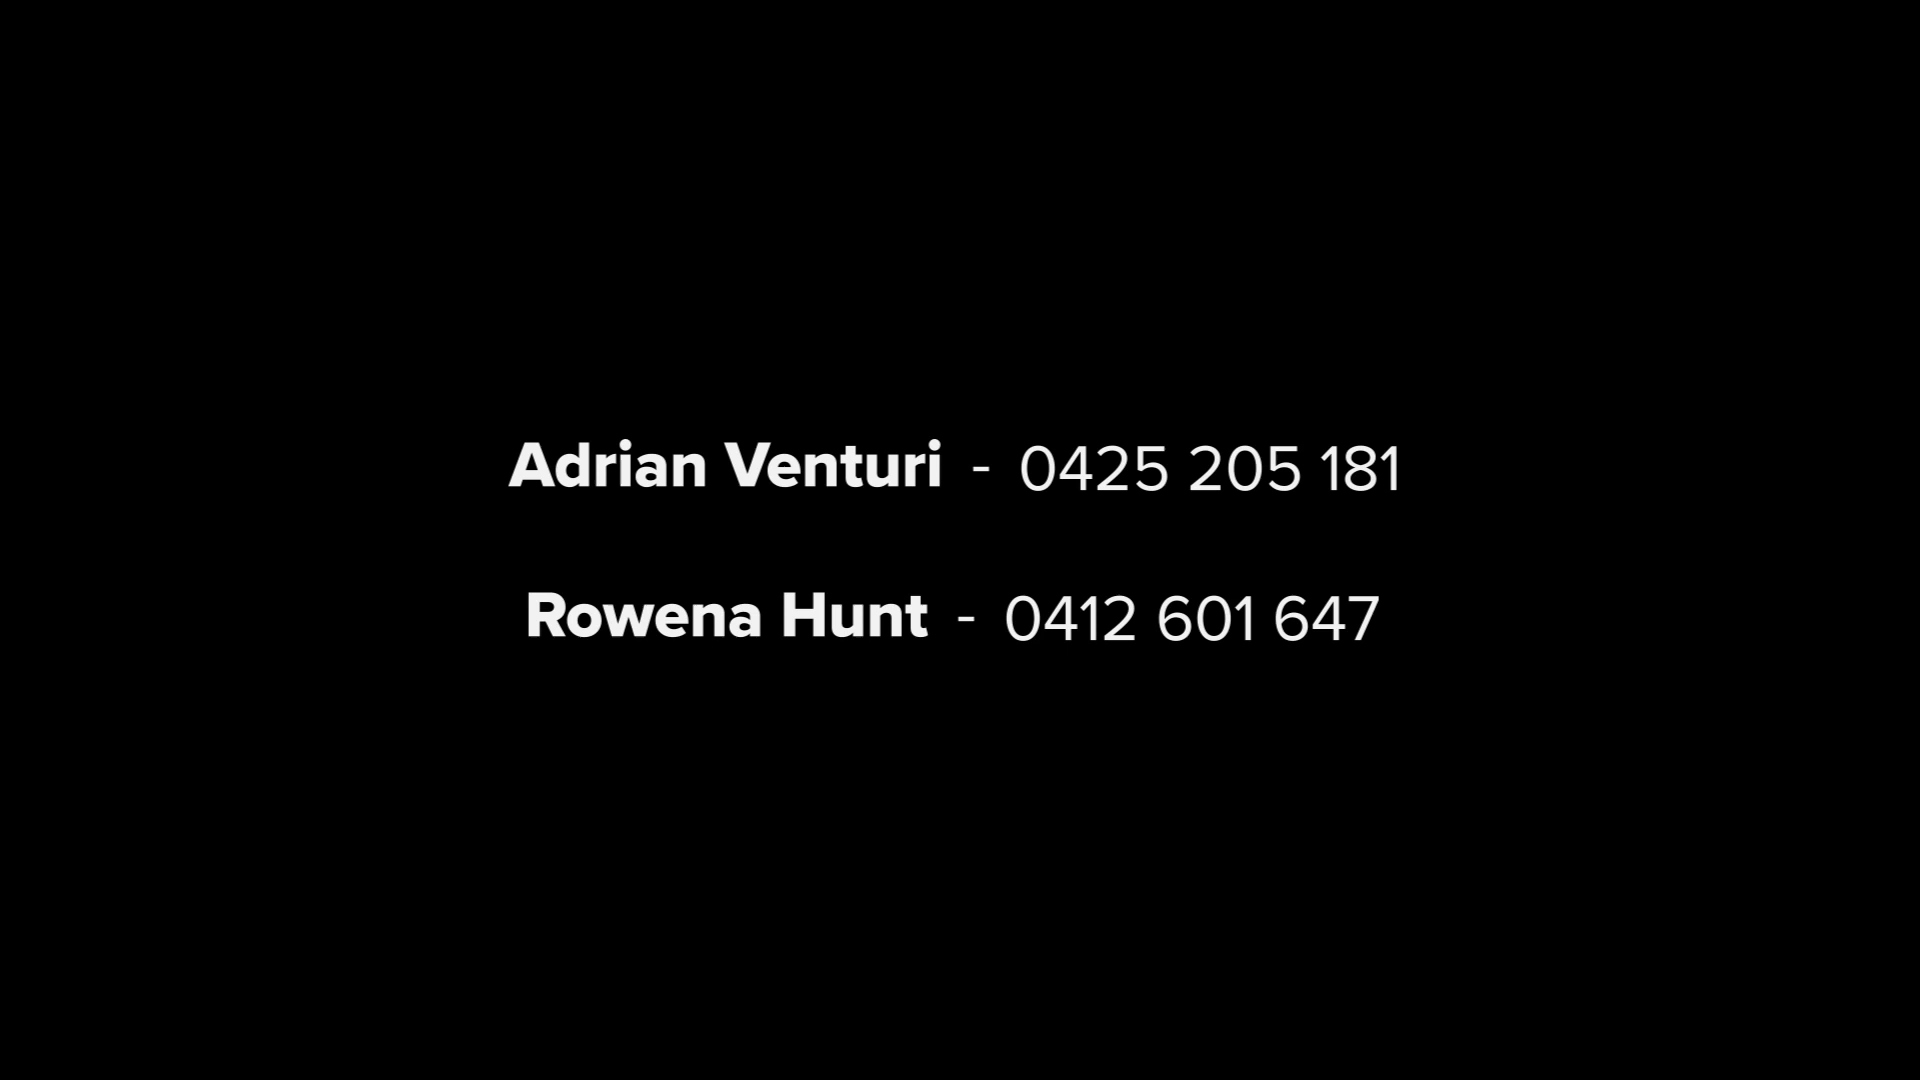 Adrian Venturi - 0425 205 181
Rowena Hunt - 0412 601 647